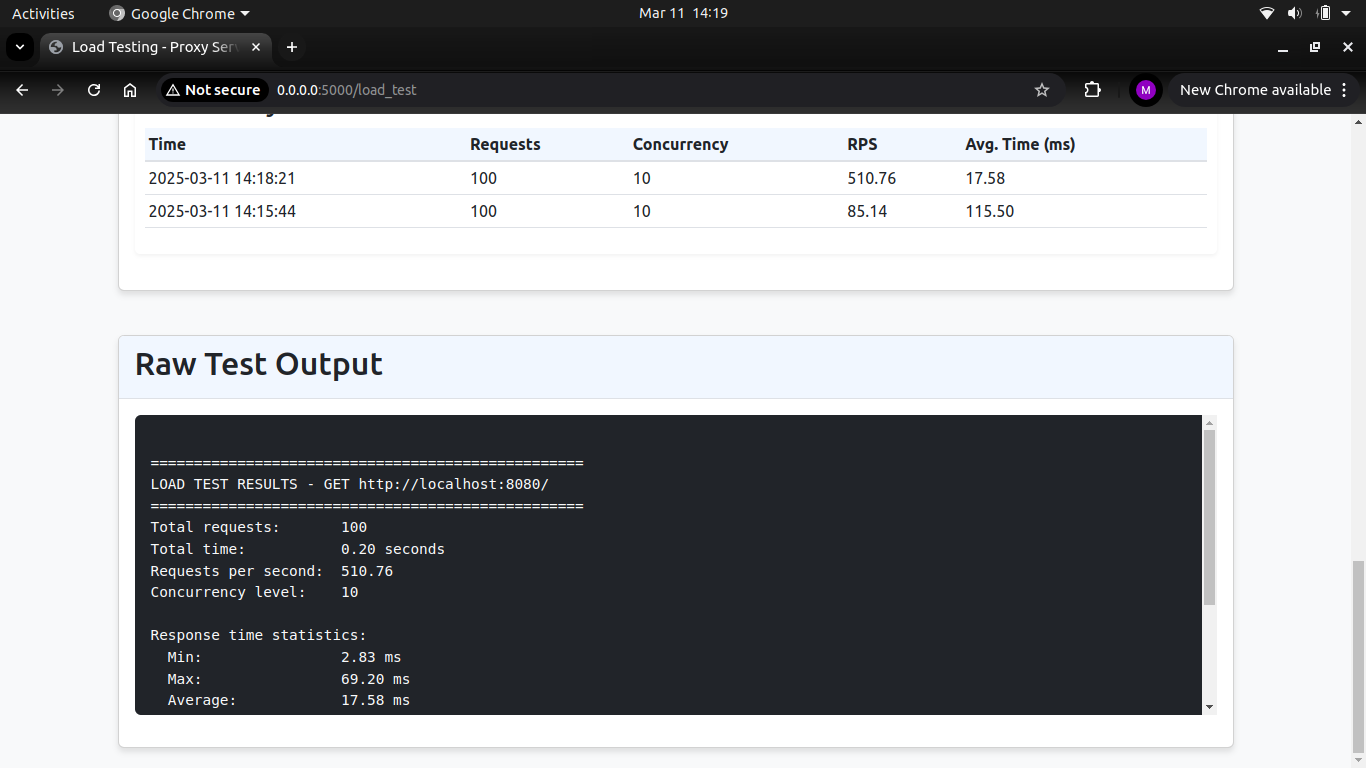 Activities Google Chrome Mar 11 14:19
Load Testing - Proxy Serv
Not secure 0.0.0.0:5000/load_test M New Chrome available
Time Requests Concurrency RPS Avg. Time (ms)
2025-03-11 14:18:21 100 10 510.76 17.58
2025-03-11 14:15:44 100 10 85.14 115.50
Raw Test Output
==================================================
LOAD TEST RESULTS - GET http://localhost:8080/
==================================================
Total requests: 100
Total time: 0.20 seconds
Requests per second: 510.76
Concurrency level: 10
Response time statistics:
Min: 2.83 ms
Max: 69.20 ms
Average: 17.58 ms